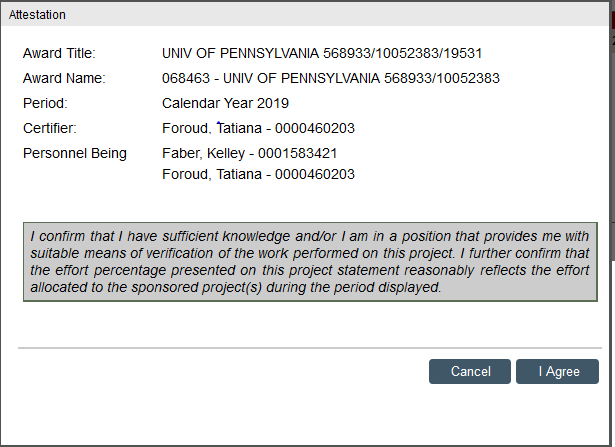 Attestation
Award Title: UNIV OF PENNSYLVANIA 568933/10052383/19531
Award Name: 068463 - UNIV OF PENNSYLVANIA 568933/10052383
Period: Calendar Year 2019
Certifier: Foroud, Tatiana - 0000460203
Personnel Being Faber, Kelley - 0001583421
Foroud, Tatiana - 0000460203
I confirm that I have sufficient knowledge and/or I am in a position that provides me with
suitable means of verification of the work performed on this project. I further confirm that
the effort percentage presented on this project statement reasonably reflects the effort
allocated to the sponsored project(s) during the period displayed.
Cancel I Agree